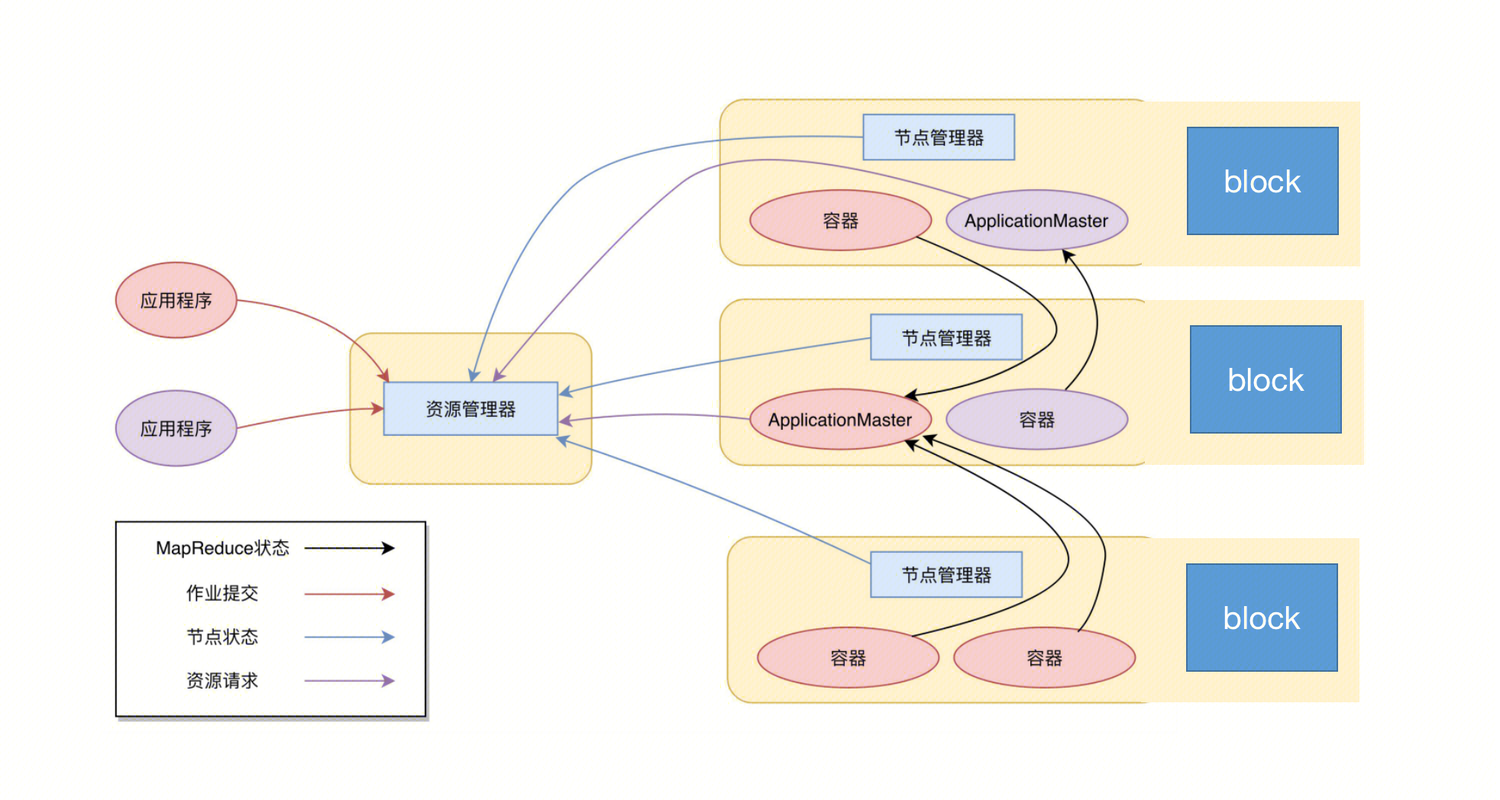 节点管理器
block
容器
ApplicationMaster
应用程序
节点管理器
block
资源管理器
ApplicationMaster
容器
应用程序
MapReduce状态
作业提交
节点状态
资源请求
节点管理器
block
容器
容器